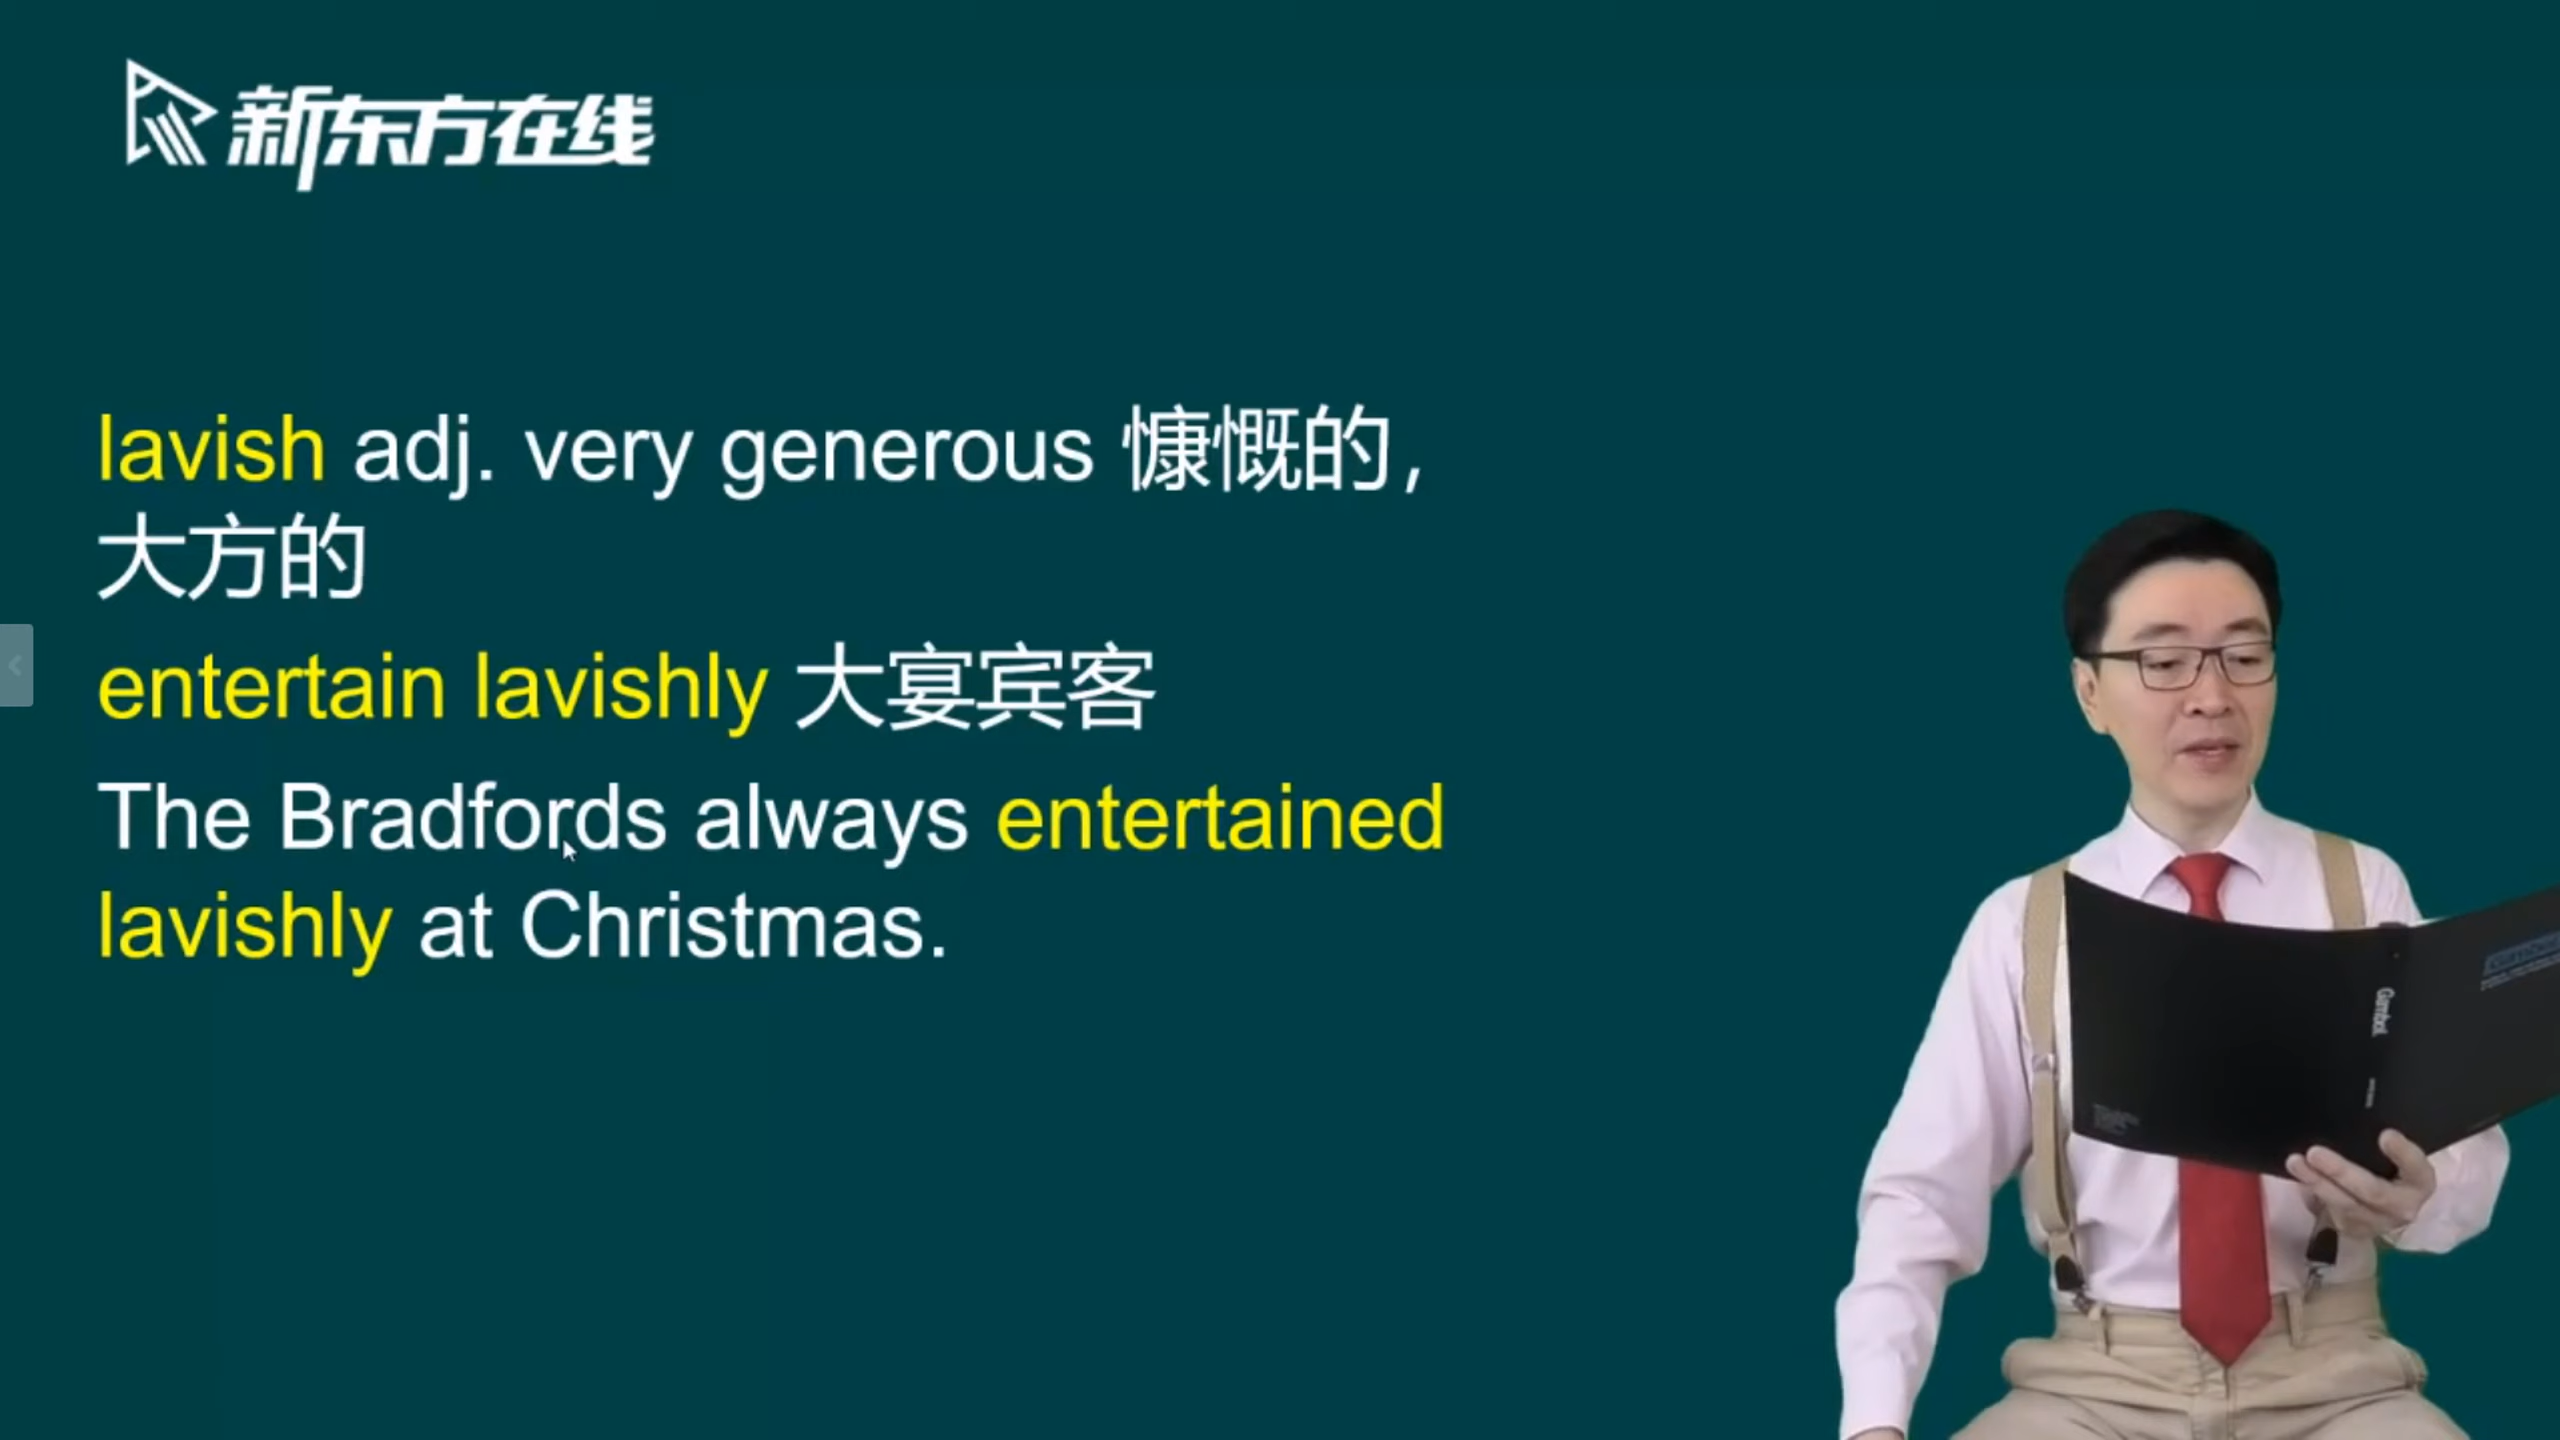 新东方在线
lavish adj. very generous 慷慨的，
大方的
entertain lavishly 大宴宾客
The Bradfords always entertained
lavishly at Christmas.
Gambol